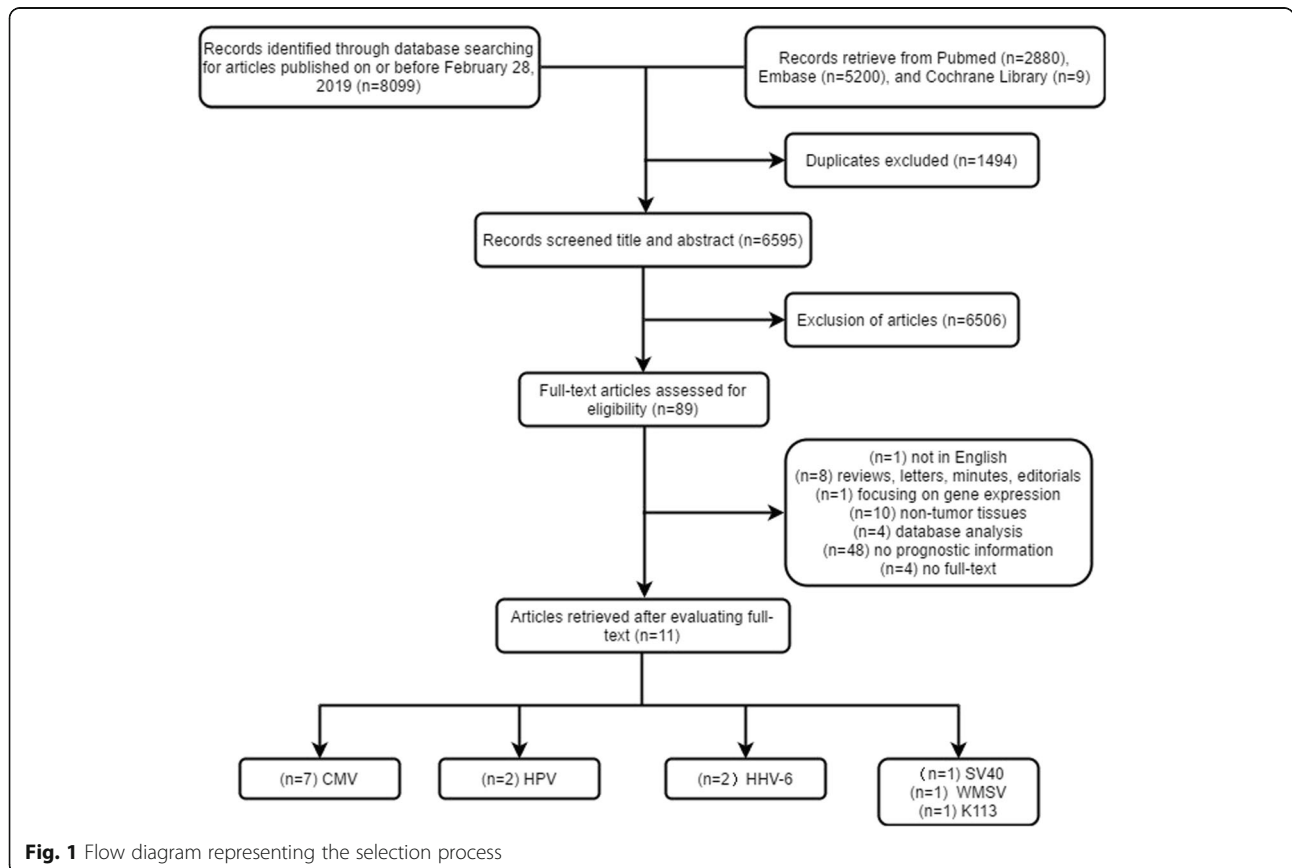 Records identified through database searching
for articles published on or before February 28,
2019 (n=8099)
Records retrieve from Pubmed (n=2880),
Embase (n=5200), and Cochrane Library (n=9)
Duplicates excluded (n=1494)
Records screened title and abstract (n=6595)
Exclusion of articles (n=6506)
Full-text articles assessed for
eligibility (n=89)
(n=1) not in English
(n=8) reviews, letters, minutes, editorials
(n=1) focusing on gene expression
(n=10) non-tumor tissues
(n=4) database analysis
(n=48) no prognostic information
(n=4) no full-text
Articles retrieved after evaluating full-
text (n=11)
(n=7) CMV
(n=2) HPV
(n=2）HHV-6
（n=1) SV40
(n=1) WMSV
(n=1) K113
Fig. 1 Flow diagram representing the selection process